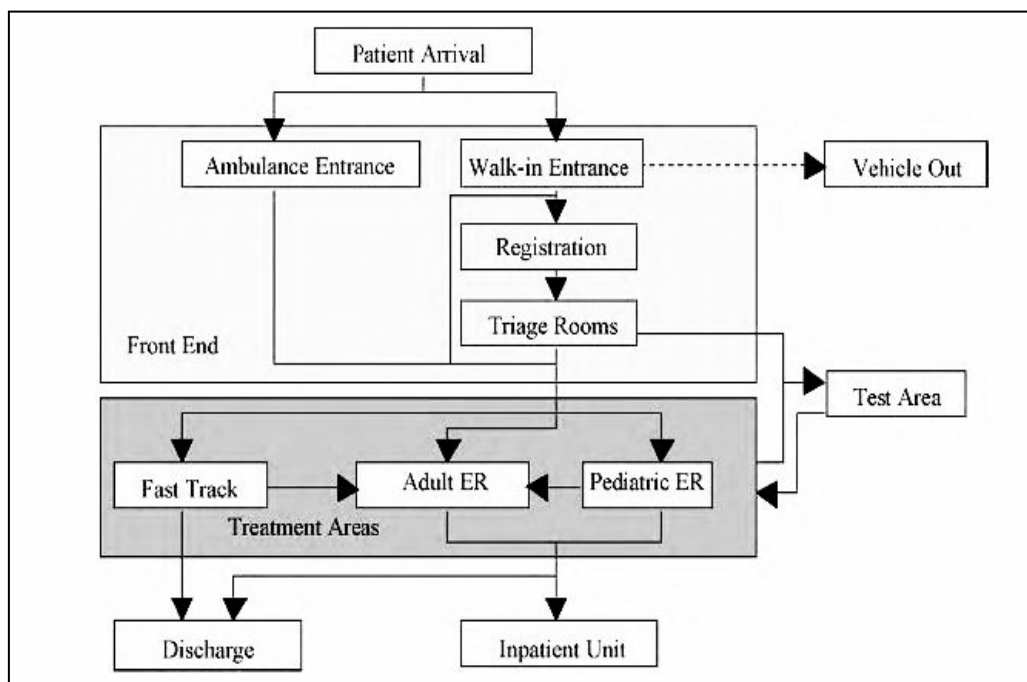 Patient Arrival
Ambulance Entrance
Walk-in Entrance
Vehicle Out
Registration
Triage Rooms
Front End
Test Area
Fast Track
Adult ER
Pediatric ER
Treatment Areas
Discharge
Inpatient Unit